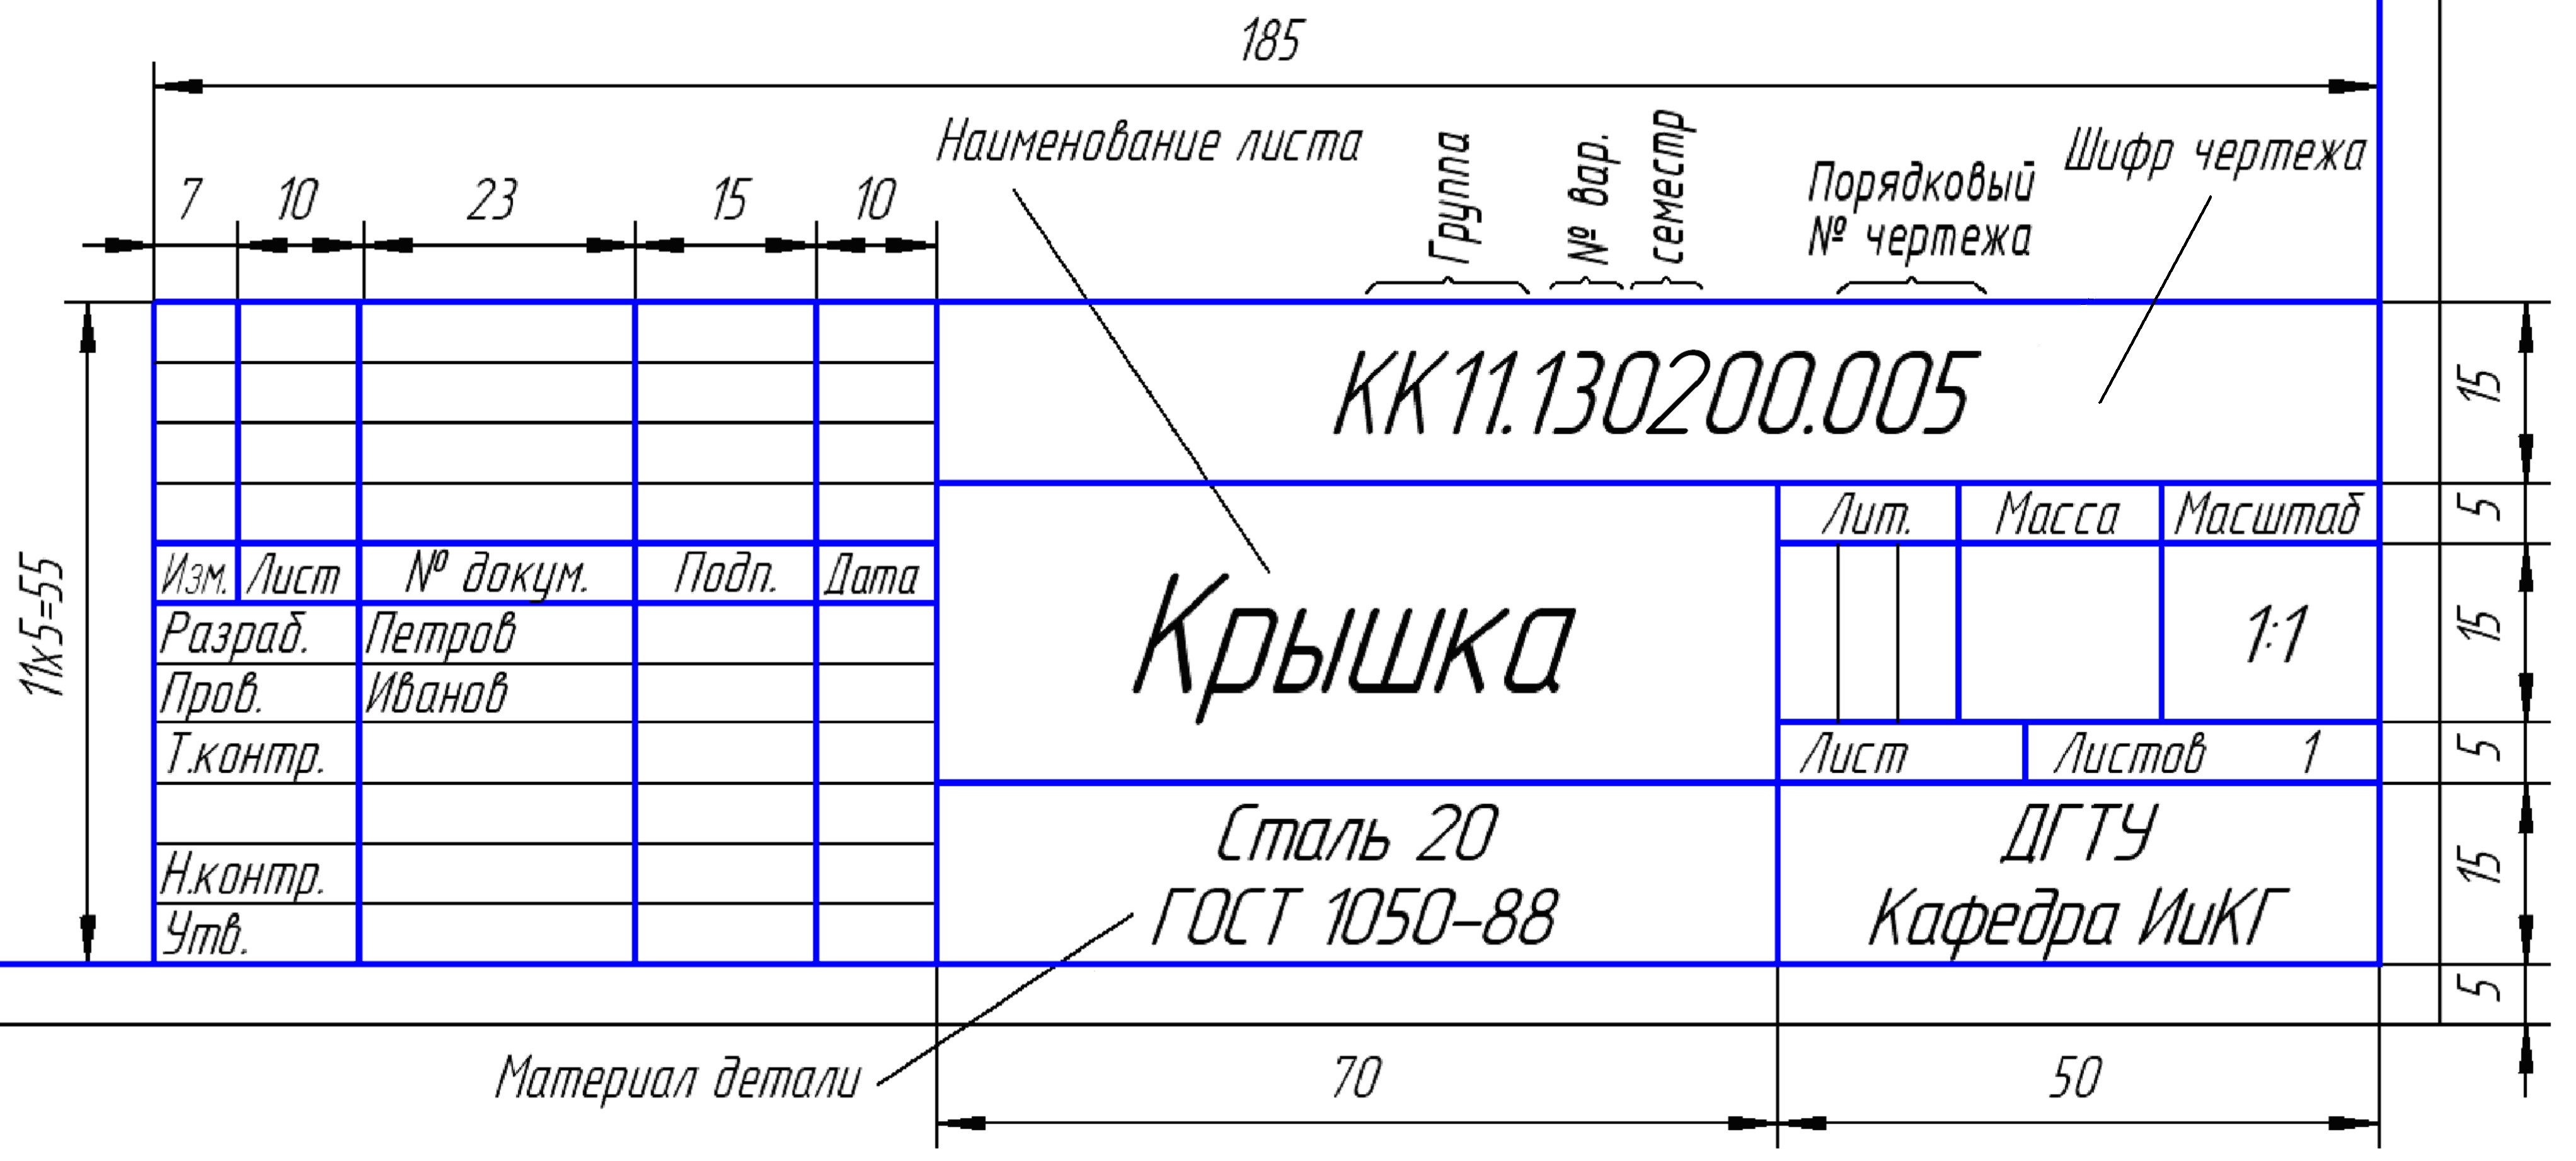 185
Наименование листа
Группа
№ вар.
семестр
Порядковый
№ чертежа
Шифр чертежа
7 10 23 15 10
КК11.130200.005
15
Лит. Масса Масштаб
5
Изм. Лист № докум. Подп. Дата
11х5=55
Разраб. Петров
Пров. Иванов
Крышка
1:1
15
Т.контр.
Лист Листов 1
5
Н.контр.
Утв.
Сталь 20
ГОСТ 1050-88
ДГТУ
Кафедра ИиКГ
15
5
Материал детали
70
50